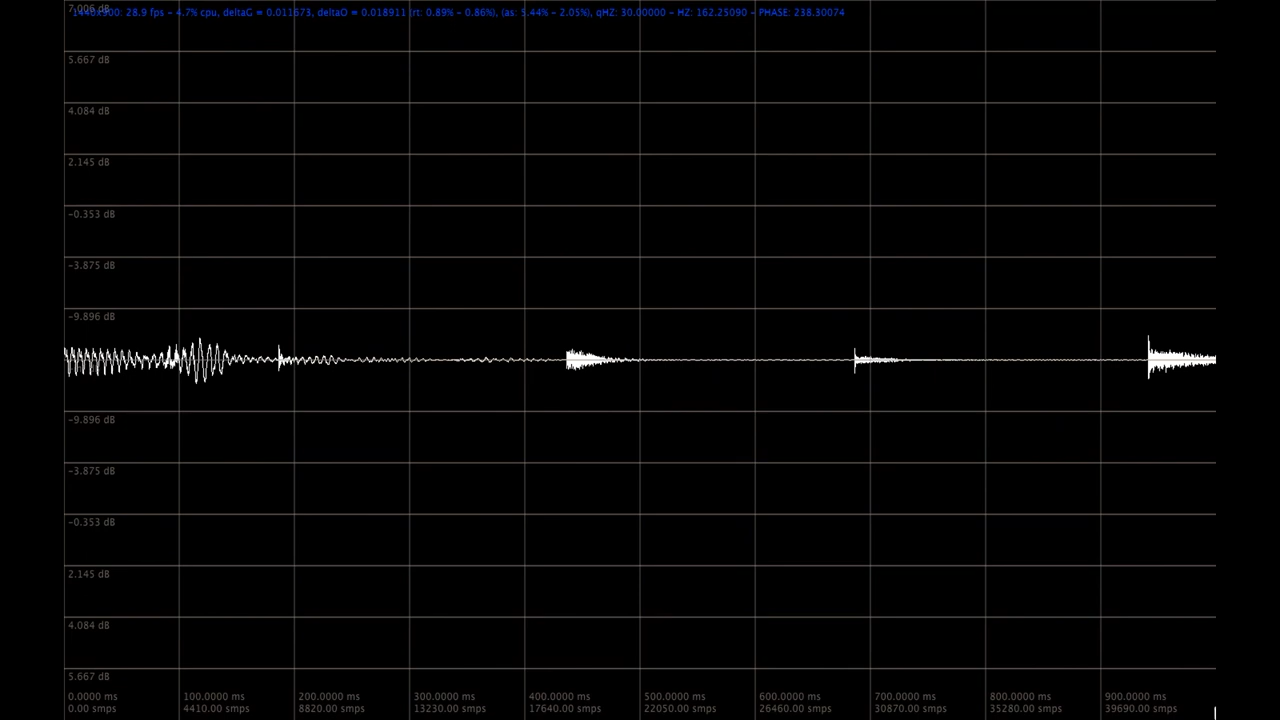 7.006 dB
1440x900: 28.9 fps - 4.7% cpu, deltaG = 0.011673, deltaO = 0.018911 (rt: 0.89% - 0.86%), (as: 5.44% - 2.05%), qHZ: 30.00000 - HZ: 162.25090 - PHASE: 238.30074
5.667 dB
4.084 dB
2.145 dB
-0.353 dB
-3.875 dB
-9.896 dB
-9.896 dB
-3.875 dB
-0.353 dB
2.145 dB
4.084 dB
5.667 dB
0.0000 ms 100.0000 ms 200.0000 ms 300.0000 ms 400.0000 ms 500.0000 ms 600.0000 ms 700.0000 ms 800.0000 ms 900.0000 ms
0.00 smps 4410.00 smps 8820.00 smps 13230.00 smps 17640.00 smps 22050.00 smps 26460.00 smps 30870.00 smps 35280.00 smps 39690.00 smps